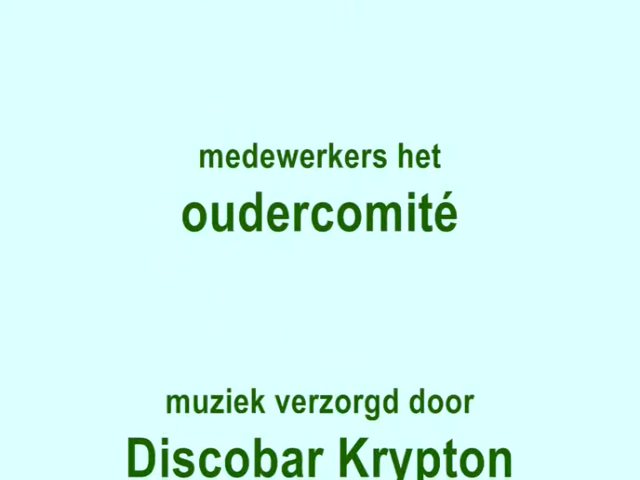 medewerkers het
oudercomité
muziek verzorgd door
Discobar Krypton